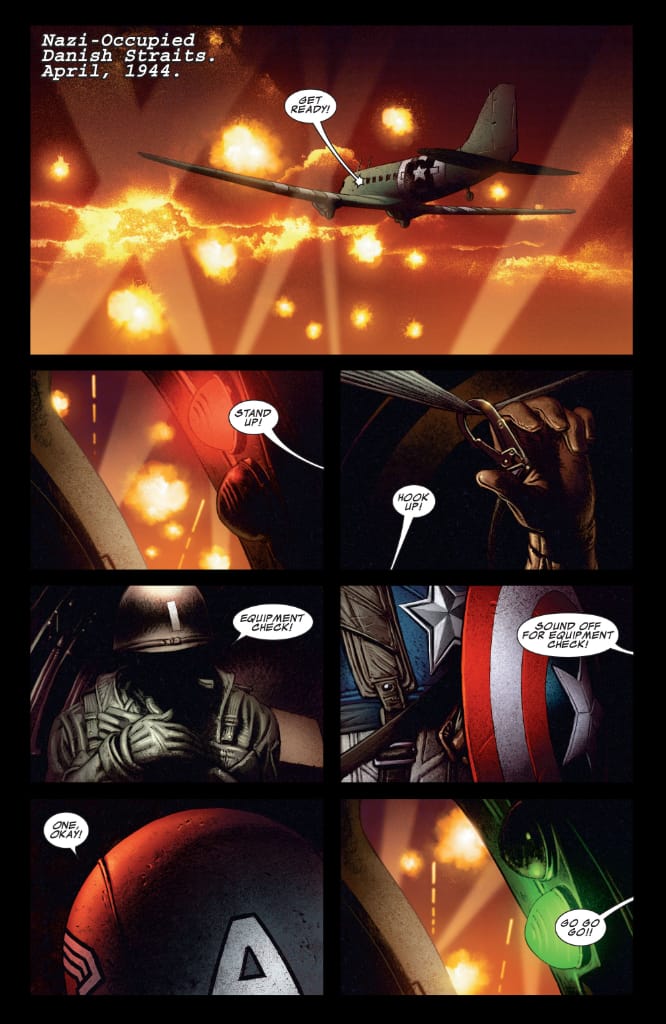 Nazi-Occupied
Danish Straits.
April, 1944.
GET
READY!
STAND
UP!
HOOK
UP!
EQUIPMENT
CHECK!
SOUND OFF
FOR EQUIPMENT
CHECK!
ONE,
OKAY!
A
GO GO
GO!!